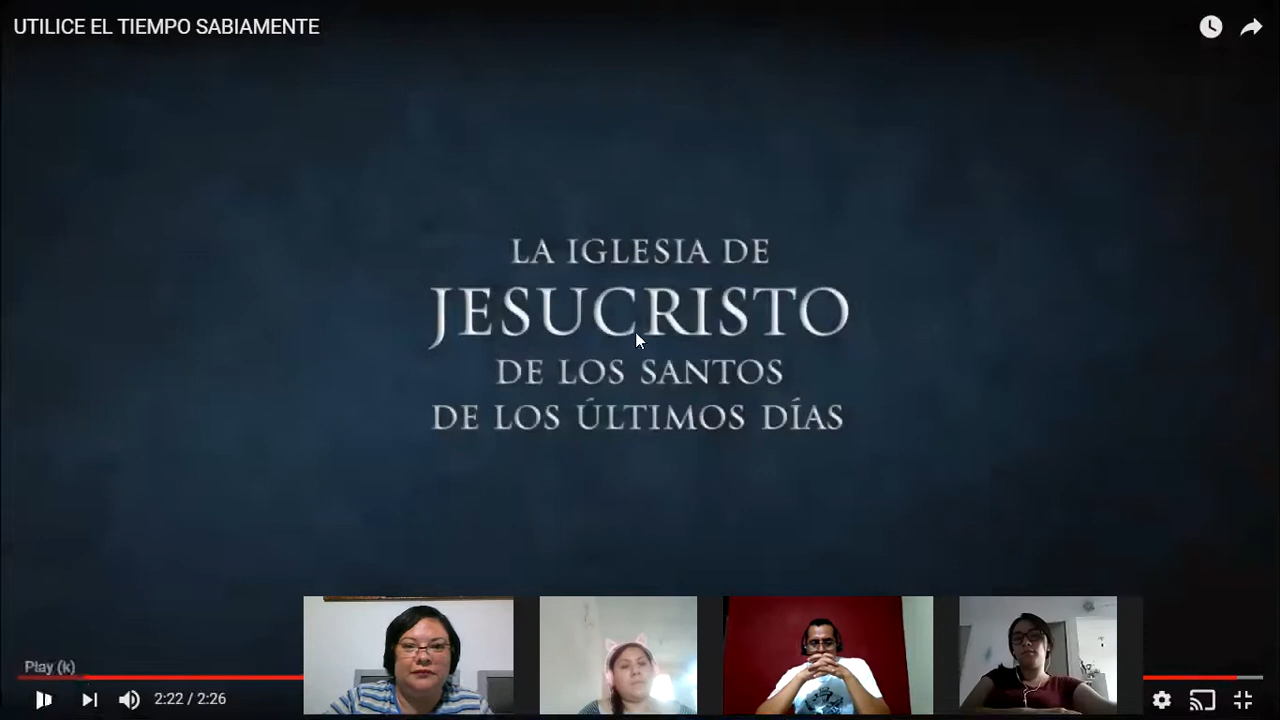 UTILICE EL TIEMPO SABIAMENTE
LA IGLESIA DE
JESUCRISTO
DE LOS SANTOS
DE LOS ÚLTIMOS DÍAS
Play (k)
2:22 / 2:26